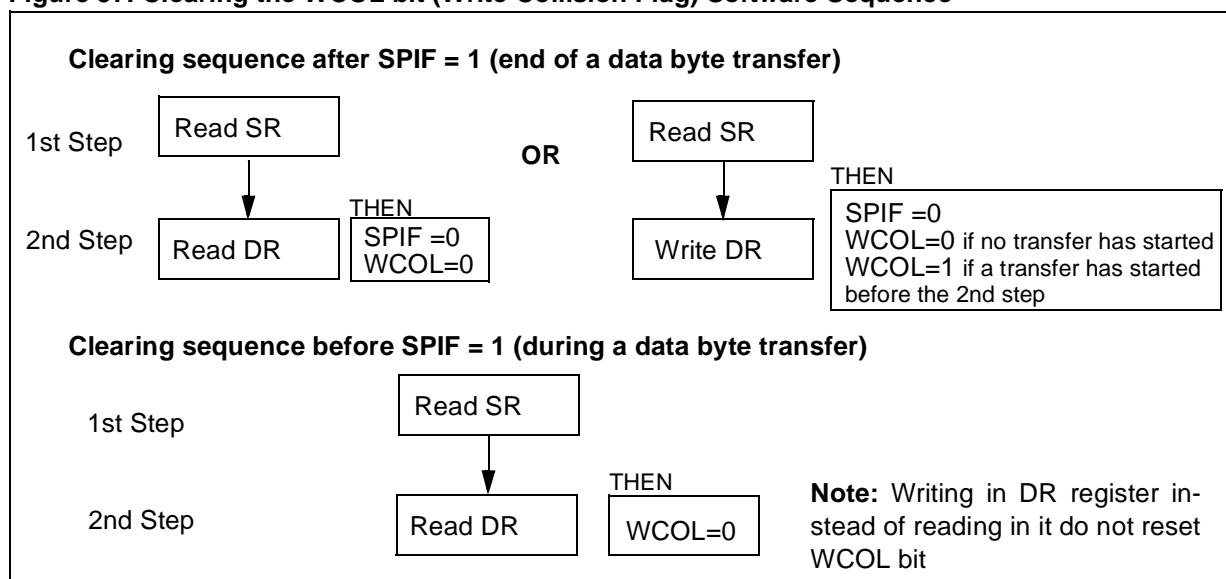 Clearing sequence after SPIF = 1 (end of a data byte transfer)
1st Step
Read SR
OR
Read SR
THEN
2nd Step
Read DR
THEN
SPIF =0
WCOL=0
Write DR
SPIF =0
WCOL=0 if no transfer has started
WCOL=1 if a transfer has started
before the 2nd step
Clearing sequence before SPIF = 1 (during a data byte transfer)
1st Step
Read SR
2nd Step
Read DR
THEN
WCOL=0
Note: Writing in DR register in-
stead of reading in it do not reset
WCOL bit